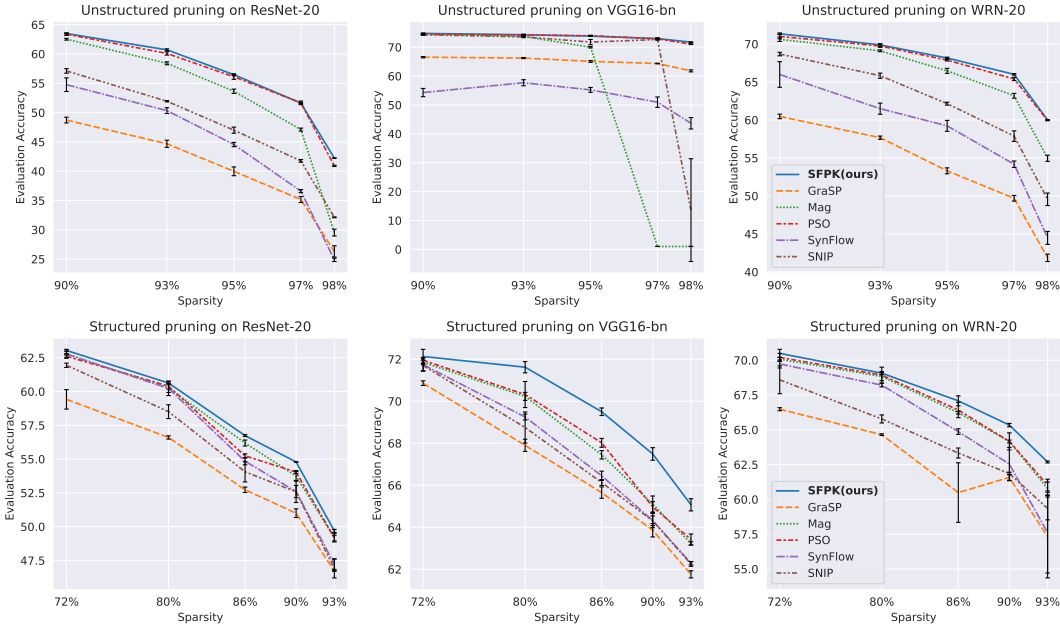 Unstructured pruning on ResNet-20
Evaluation Accuracy
65
60
55
50
45
40
35
30
25
90%
93%
95%
97%
98%
Sparsity
Unstructured pruning on VGG16-bn
Evaluation Accuracy
70
60
50
40
30
20
10
0
90%
93%
95%
97%
98%
Sparsity
Unstructured pruning on WRN-20
Evaluation Accuracy
70
65
60
55
50
45
40
SFPK(ours)
GraSP
Mag
PSO
SynFlow
SNIP
90%
93%
95%
97%
98%
Sparsity
Structured pruning on ResNet-20
Evaluation Accuracy
62.5
60.0
57.5
55.0
52.5
50.0
47.5
72%
80%
86%
90%
93%
Sparsity
Structured pruning on VGG16-bn
Evaluation Accuracy
72
70
68
66
64
62
72%
80%
86%
90%
93%
Sparsity
Structured pruning on WRN-20
Evaluation Accuracy
70.0
67.5
65.0
62.5
60.0
57.5
55.0
SFPK(ours)
GraSP
Mag
PSO
SynFlow
SNIP
72%
80%
86%
90%
93%
Sparsity